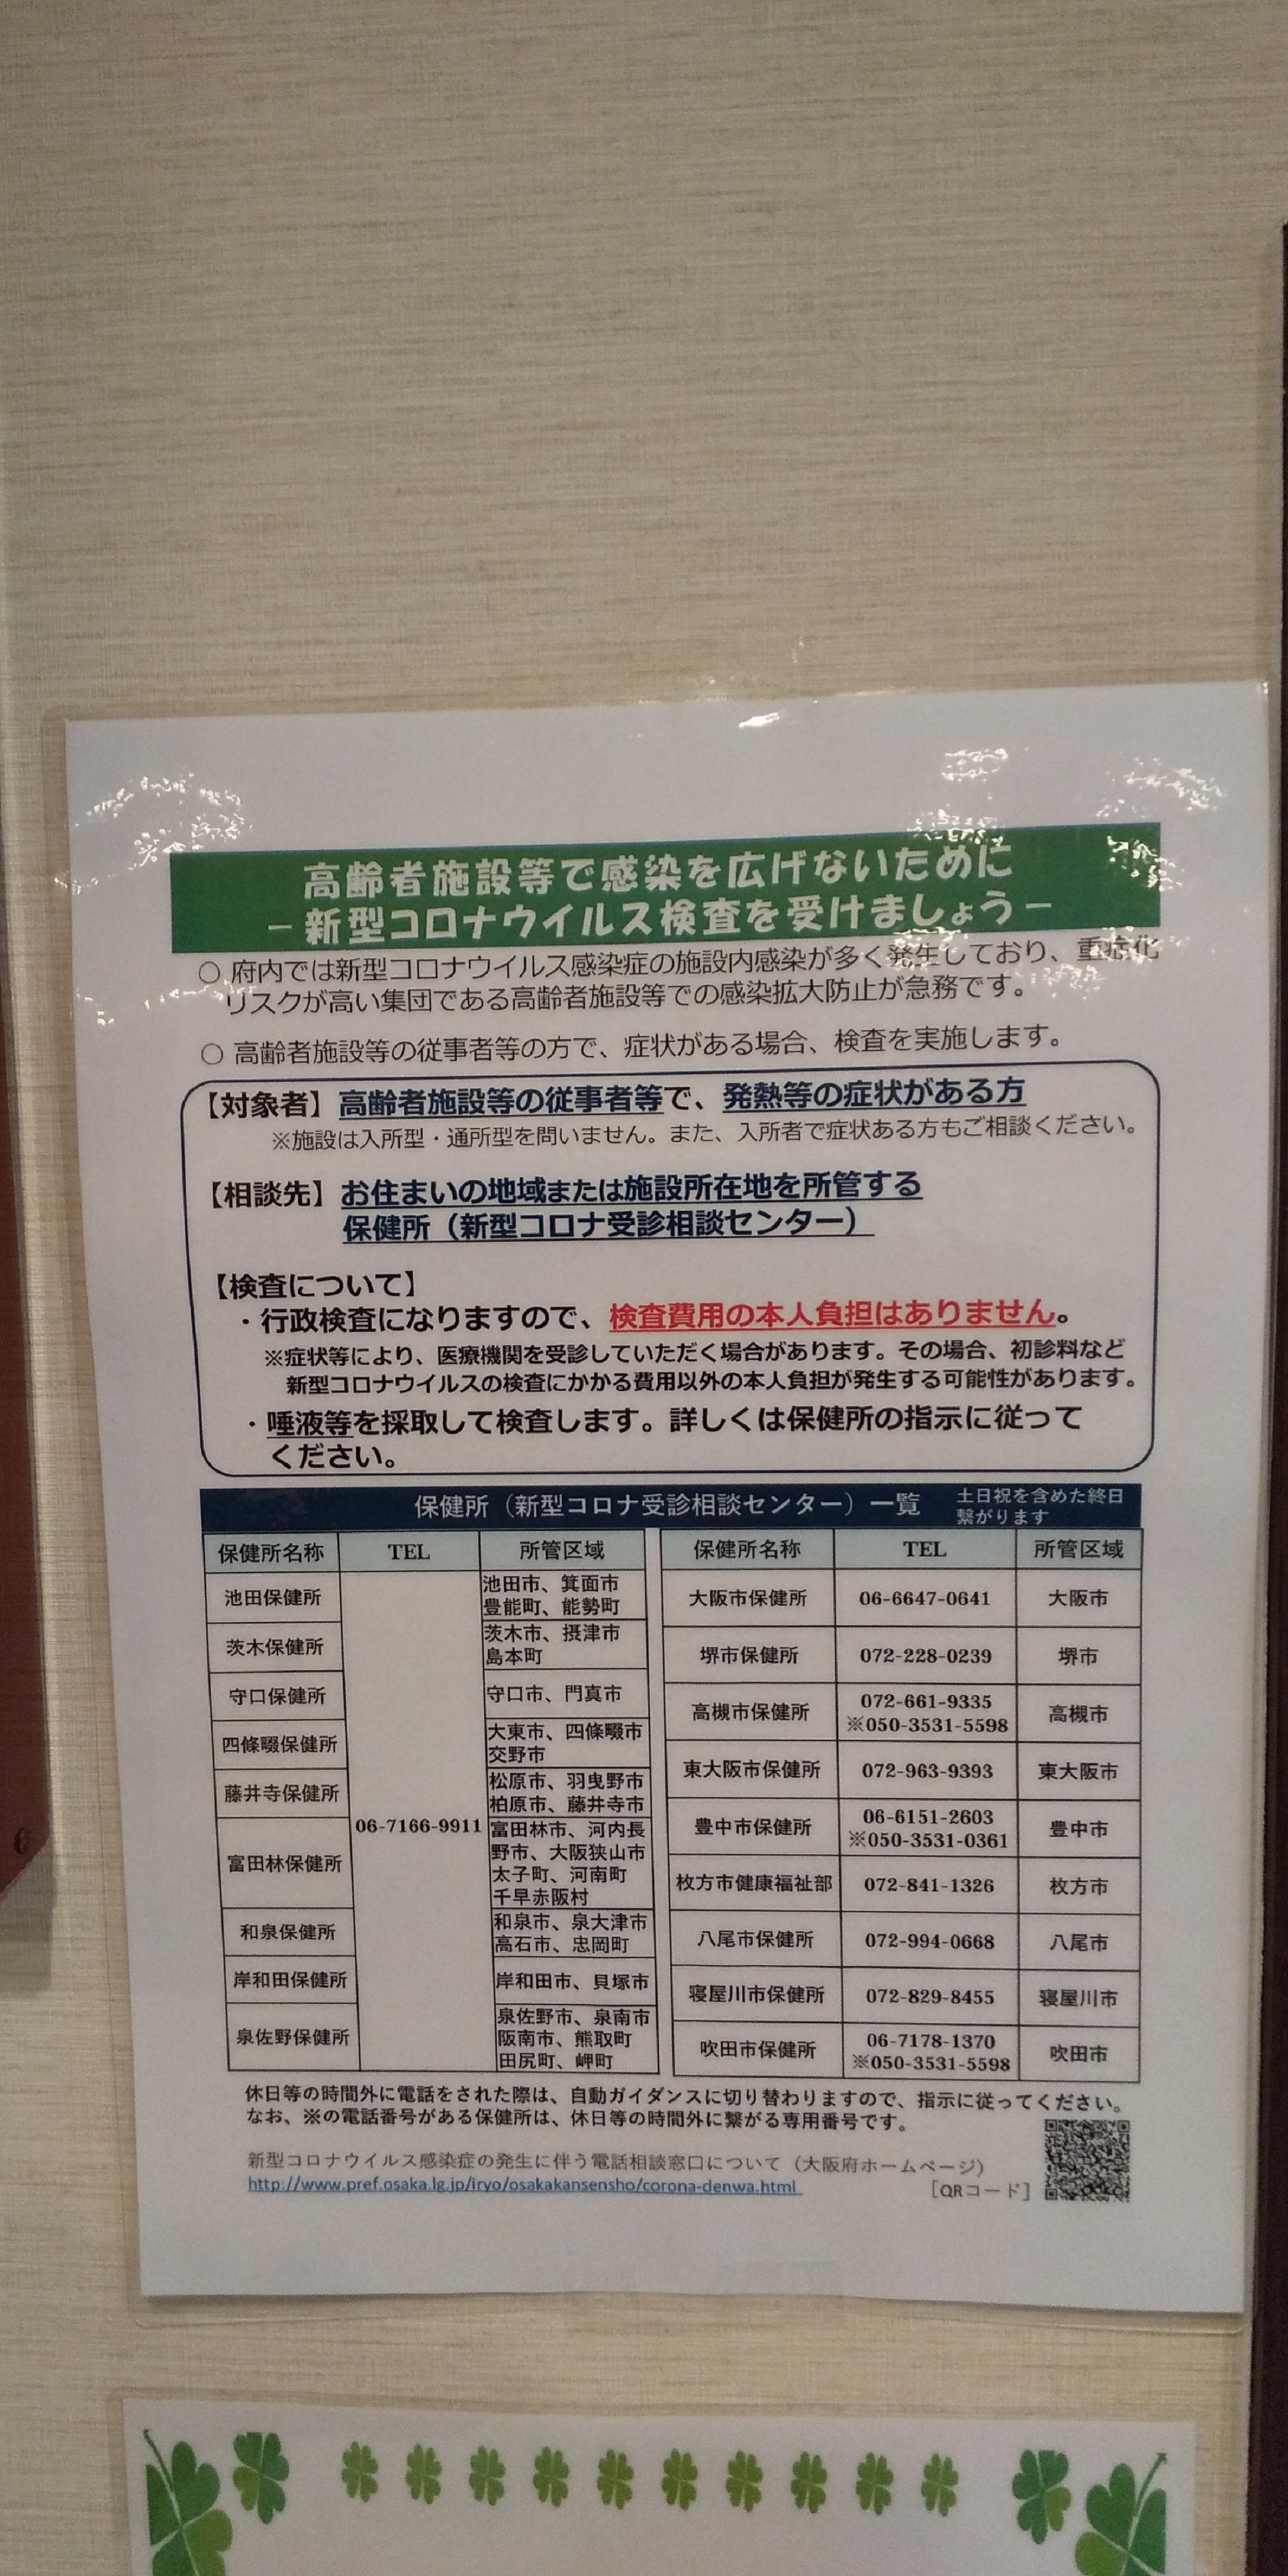 高齢者施設等で感染を広げないために
－新型コロナウイルス検査を受けましょう－
○ 府内では新型コロナウイルス感染症の施設内感染が多く発生しており、重症化
リスクが高い集団である高齢者施設等での感染拡大防止が急務です。
○ 高齢者施設等の従事者等の方で、症状がある場合、検査を実施します。
【対象者】高齢者施設等の従事者等で、発熱等の症状がある方
※施設は入所型・通所型を問いません。また、入所者で症状ある方もご相談ください。
【相談先】お住まいの地域または施設所在地を所管する
保健所（新型コロナ受診相談センター）
【検査について】
・行政検査になりますので、検査費用の本人負担はありません。
※症状等により、医療機関を受診していただく場合があります。その場合、初診料など
新型コロナウイルスの検査にかかる費用以外の本人負担が発生する可能性があります。
・唾液等を採取して検査します。詳しくは保健所の指示に従って
ください。
保健所（新型コロナ受診相談センター）一覧 土日祝を含めた終日
繋がります
保健所名称 TEL 所管区域
池田保健所 池田市、箕面市
豊能町、能勢町
茨木保健所 茨木市、摂津市
島本町
守口保健所 守口市、門真市
四條畷保健所 大東市、四條畷市
交野市
藤井寺保健所 松原市、羽曳野市
柏原市、藤井寺市
06-7166-9911
富田林保健所 富田林市、河内長
野市、大阪狭山市
太子町、河南町
千早赤阪村
和泉保健所 和泉市、泉大津市
高石市、忠岡町
岸和田保健所 岸和田市、貝塚市
泉佐野保健所 泉佐野市、泉南市
阪南市、熊取町
田尻町、岬町
保健所名称 TEL 所管区域
大阪市保健所 06-6647-0641 大阪市
堺市保健所 072-228-0239 堺市
高槻市保健所 072-661-9335
※050-3531-5598 高槻市
東大阪市保健所 072-963-9393 東大阪市
豊中市保健所 06-6151-2603
※050-3531-0361 豊中市
枚方市健康福祉部 072-841-1326 枚方市
八尾市保健所 072-994-0668 八尾市
寝屋川市保健所 072-829-8455 寝屋川市
吹田市保健所 06-7178-1370
※050-3531-5598 吹田市
休日等の時間外に電話をされた際は、自動ガイダンスに切り替わりますので、指示に従ってください。
なお、※の電話番号がある保健所は、休日等の時間外に繋がる専用番号です。
新型コロナウイルス感染症の発生に伴う電話相談窓口について（大阪府ホームページ）
http://www.pref.osaka.lg.jp/iryo/osakakansensho/corona-denwa.html
［QRコード］